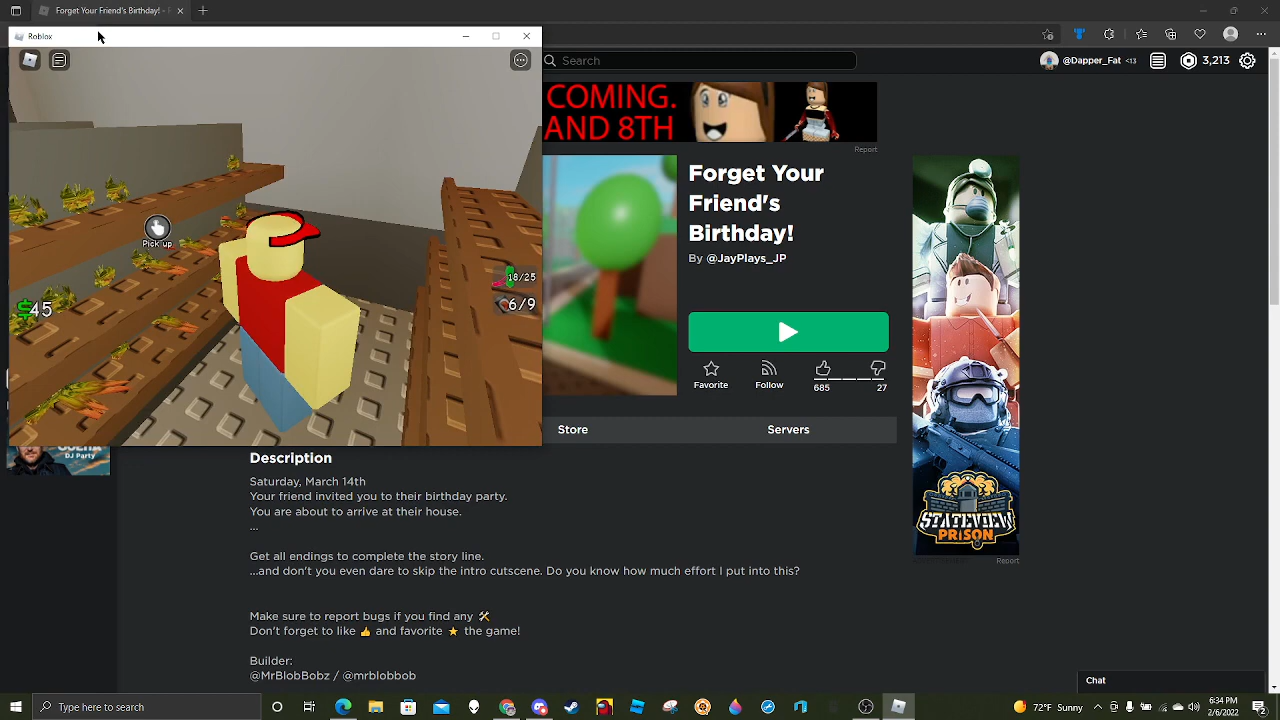 Forget Your Friend's Birthday! -
Roblox
Search
@Dapper_Fat <13
3,213
COMING.
AND 8TH
Report
Pick up
$45
18/25
6/9
Forget Your
Friend's
Birthday!
By @JayPlays_JP
Favorite
Follow
685
27
STATEVIEW
PRISON
Report
Store
Servers
DJ Party
Description
Saturday, March 14th
Your friend invited you to their birthday party.
You are about to arrive at their house.
...
Get all endings to complete the story line.
...and don't you even dare to skip the intro cutscene. Do you know how much effort I put into this?
Make sure to report bugs if you find any 🛠
Don't forget to like 👍 and favorite ⭐ the game!
Builder:
@MrBlobBobz / @mrblobbob
Chat
Type here to search
72°F Sunny
6:34 PM
2/6/2022